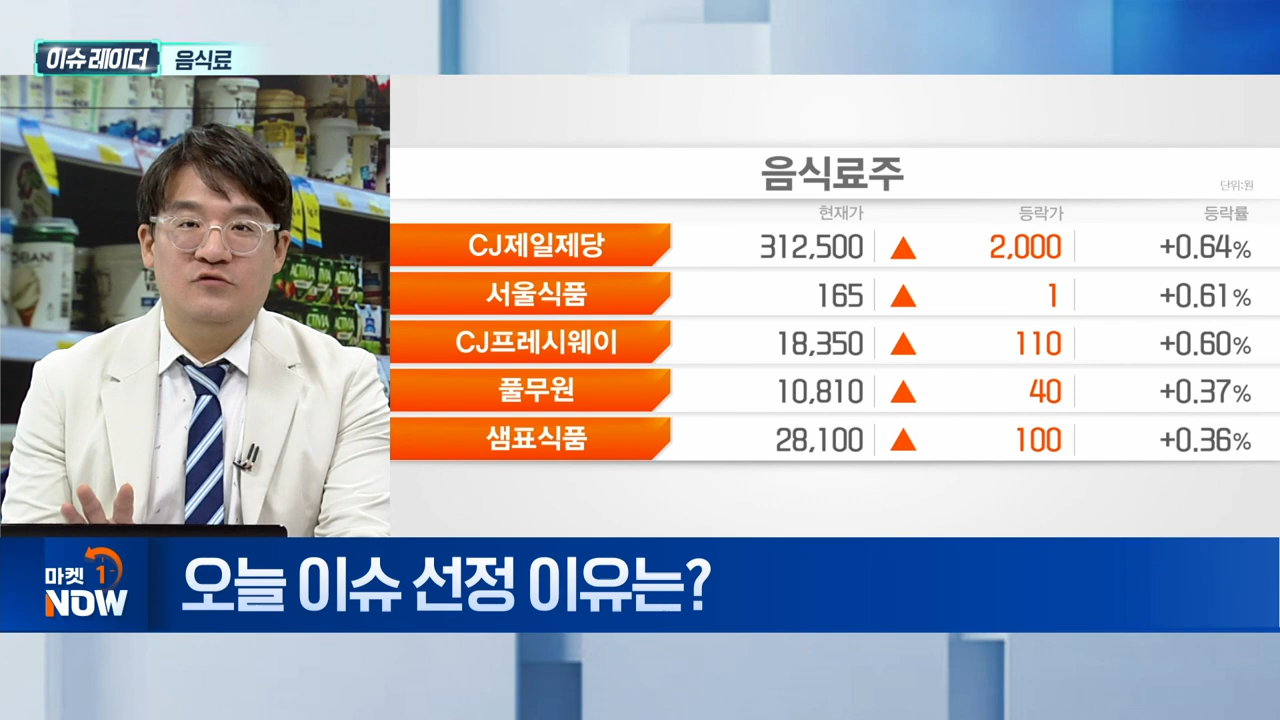 이슈 레이더 음식료
음식료주
단위:원
현재가 등락가 등락률
CJ제일제당 312,500 ▲ 2,000 +0.64%
서울식품 165 ▲ 1 +0.61%
CJ프레시웨이 18,350 ▲ 110 +0.60%
풀무원 10,810 ▲ 40 +0.37%
샘표식품 28,100 ▲ 100 +0.36%
ACTIVIA
마켓 1
NOW
오늘 이슈 선정 이유는?